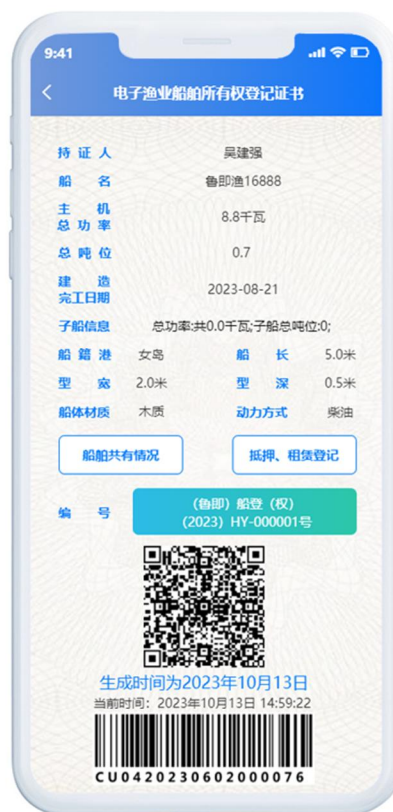 9:41
电子渔业船舶所有权登记证书
持 证 人 吴建强
船 名 鲁即渔16888
主 机
总 功 率 8.8千瓦
总 吨 位 0.7
建 造
完工日期 2023-08-21
子船信息 总功率:共0.0千瓦;子船总吨位:0;
船 籍 港 女岛 船 长 5.0米
型 宽 2.0米 型 深 0.5米
船体材质 木质 动力方式 柴油
船舶共有情况 抵押、租赁登记
编 号 (鲁即)船登(权)
(2023)HY-000001号
生成时间为2023年10月13日
当前时间：2023年10月13日 14:59:22
CU0420230602000076